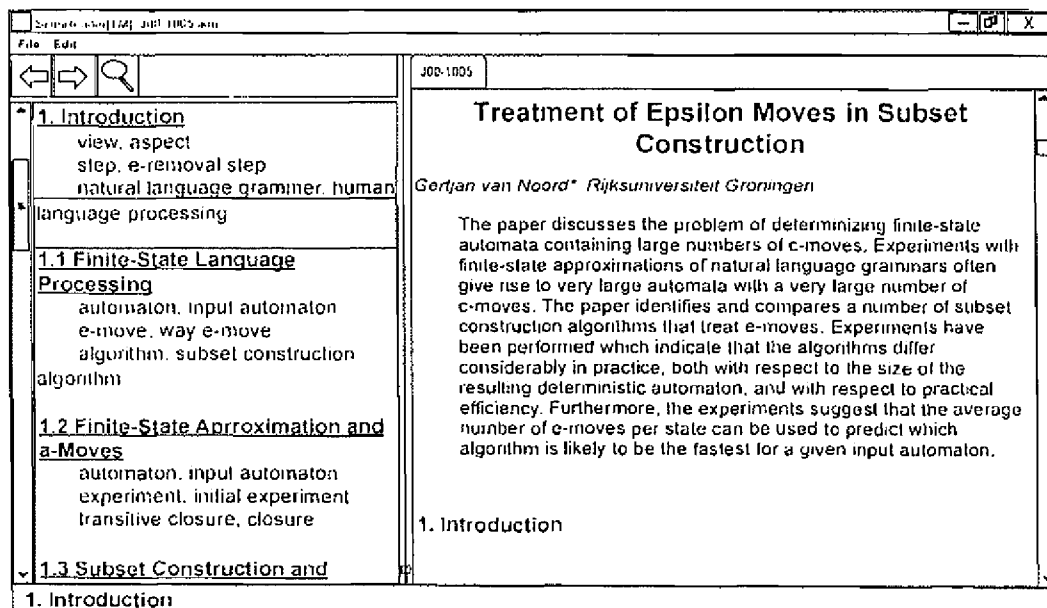 File Edit
J00-1005
1. Introduction
view, aspect
step, e-removal step
natural language grammer, human
language processing
1.1 Finite-State Language
Processing
automaton, input automaton
e-move, way e-move
algorithm, subset construction
algorithm
1.2 Finite-State Aprroximation and
a-Moves
automaton, input automaton
experiment, initial experiment
transitive closure, closure
1.3 Subset Construction and
Treatment of Epsilon Moves in Subset
Construction
Gertjan van Noord* Rijksuniversiteit Groningen
The paper discusses the problem of determinizing finite-state
automata containing large numbers of e-moves. Experiments with
finite-state approximations of natural language grammars often
give rise to very large automata with a very large number of
e-moves. The paper identifies and compares a number of subset
construction algorithms that treat e-moves. Experiments have
been performed which indicate that the algorithms differ
considerably in practice, both with respect to the size of the
resulting deterministic automaton, and with respect to practical
efficiency. Furthermore, the experiments suggest that the average
number of e-moves per state can be used to predict which
algorithm is likely to be the fastest for a given input automaton.
1. Introduction
1. Introduction